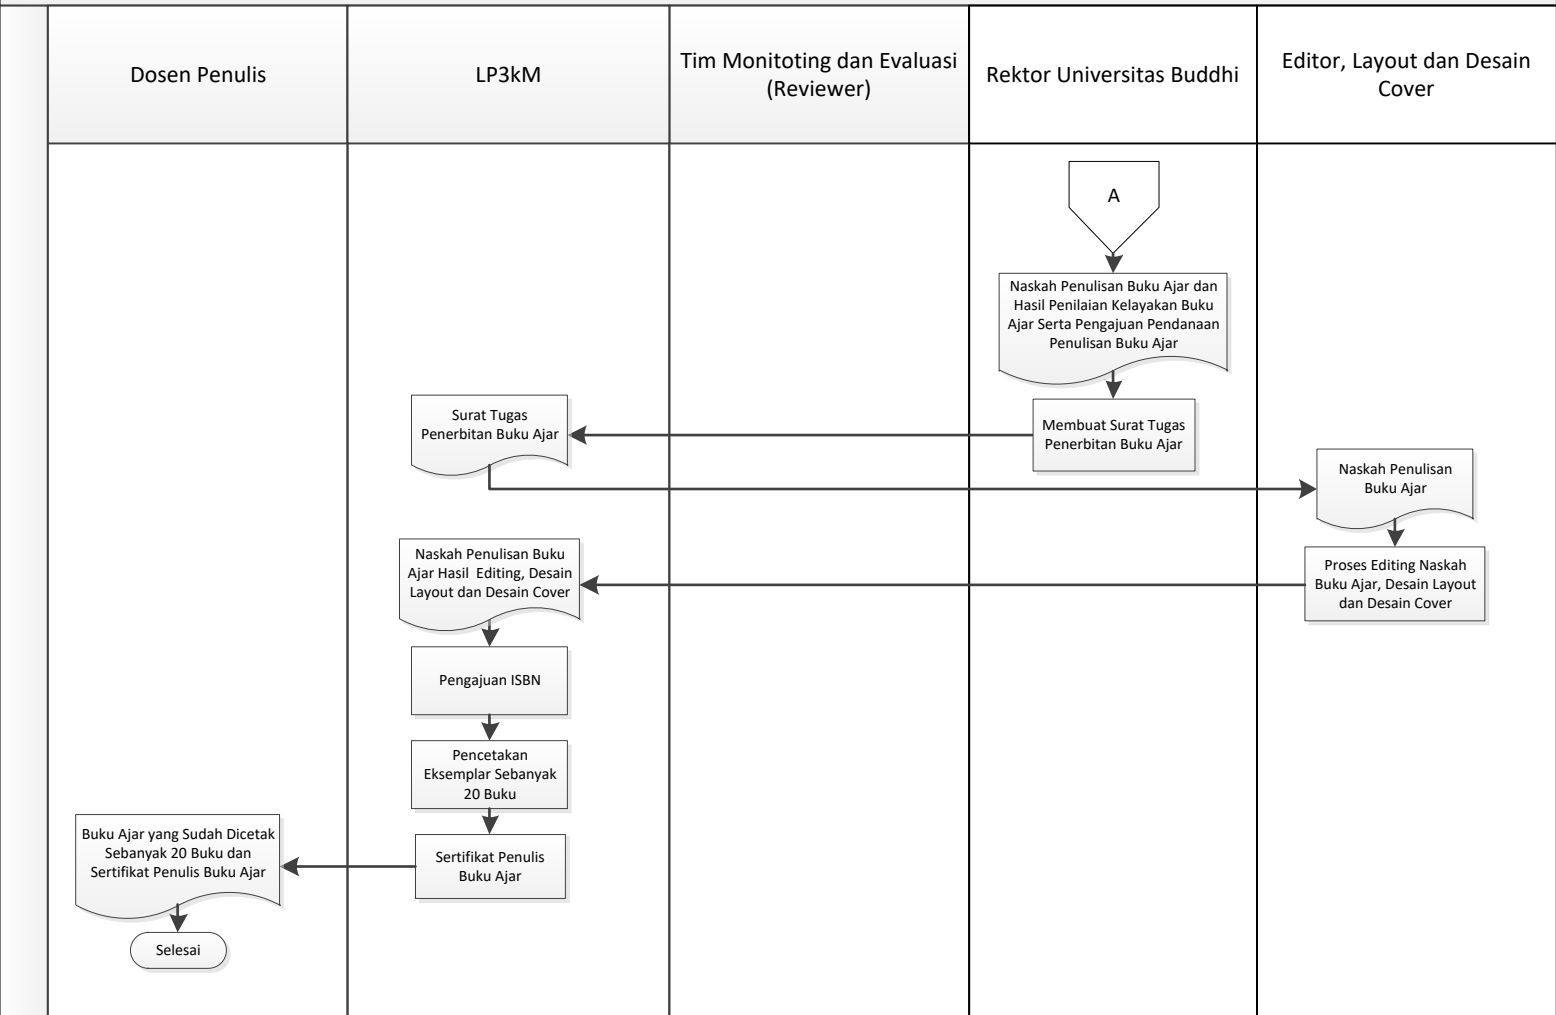 Dosen Penulis
LP3kM
Tim Monitoting dan Evaluasi
(Reviewer)
Rektor Universitas Buddhi
Editor, Layout dan Desain
Cover
A
Naskah Penulisan Buku Ajar dan
Hasil Penilaian Kelayakan Buku
Ajar Serta Pengajuan Pendanaan
Penulisan Buku Ajar
Membuat Surat Tugas
Penerbitan Buku Ajar
Surat Tugas
Penerbitan Buku Ajar
Naskah Penulisan
Buku Ajar
Proses Editing Naskah
Buku Ajar, Desain Layout
dan Desain Cover
Naskah Penulisan Buku
Ajar Hasil Editing, Desain
Layout dan Desain Cover
Pengajuan ISBN
Pencetakan
Eksemplar Sebanyak
20 Buku
Sertifikat Penulis
Buku Ajar
Buku Ajar yang Sudah Dicetak
Sebanyak 20 Buku dan
Sertifikat Penulis Buku Ajar
Selesai